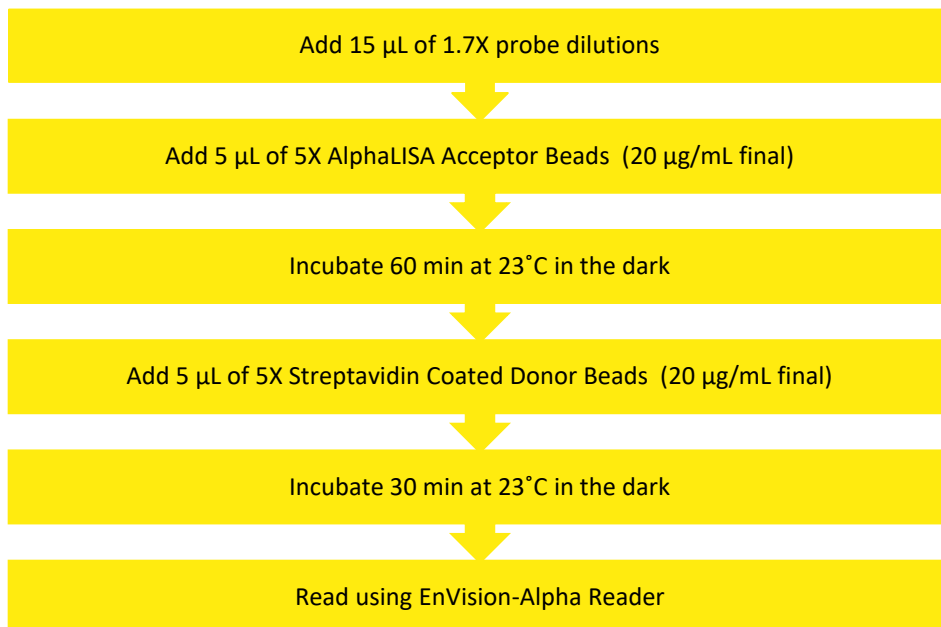 Add 15 µL of 1.7X probe dilutions
Add 5 µL of 5X AlphaLISA Acceptor Beads  (20 µg/mL final)
Incubate 60 min at 23˚C in the dark
Add 5 µL of 5X Streptavidin Coated Donor Beads  (20 µg/mL final)
Incubate 30 min at 23˚C in the dark
Read using EnVision-Alpha Reader